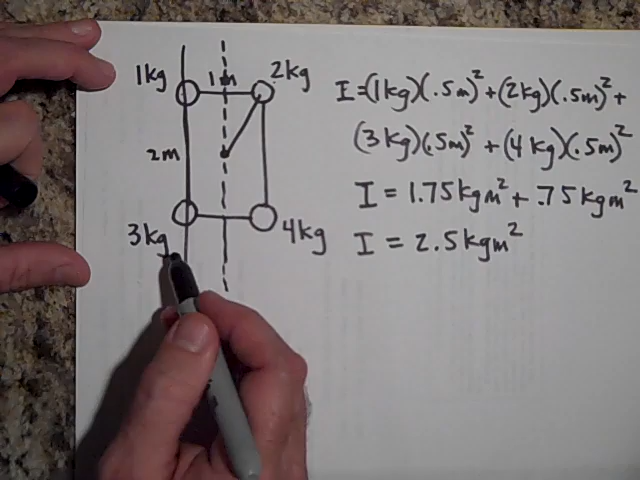 1kg 1m 2kg
2m
3kg 4kg
I=(1kg)(.5m)²+(2kg)(.5m)²+
(3kg)(.5m)²+(4kg)(.5m)²
I = 1.75kgm²+.75kgm²
I = 2.5kgm²